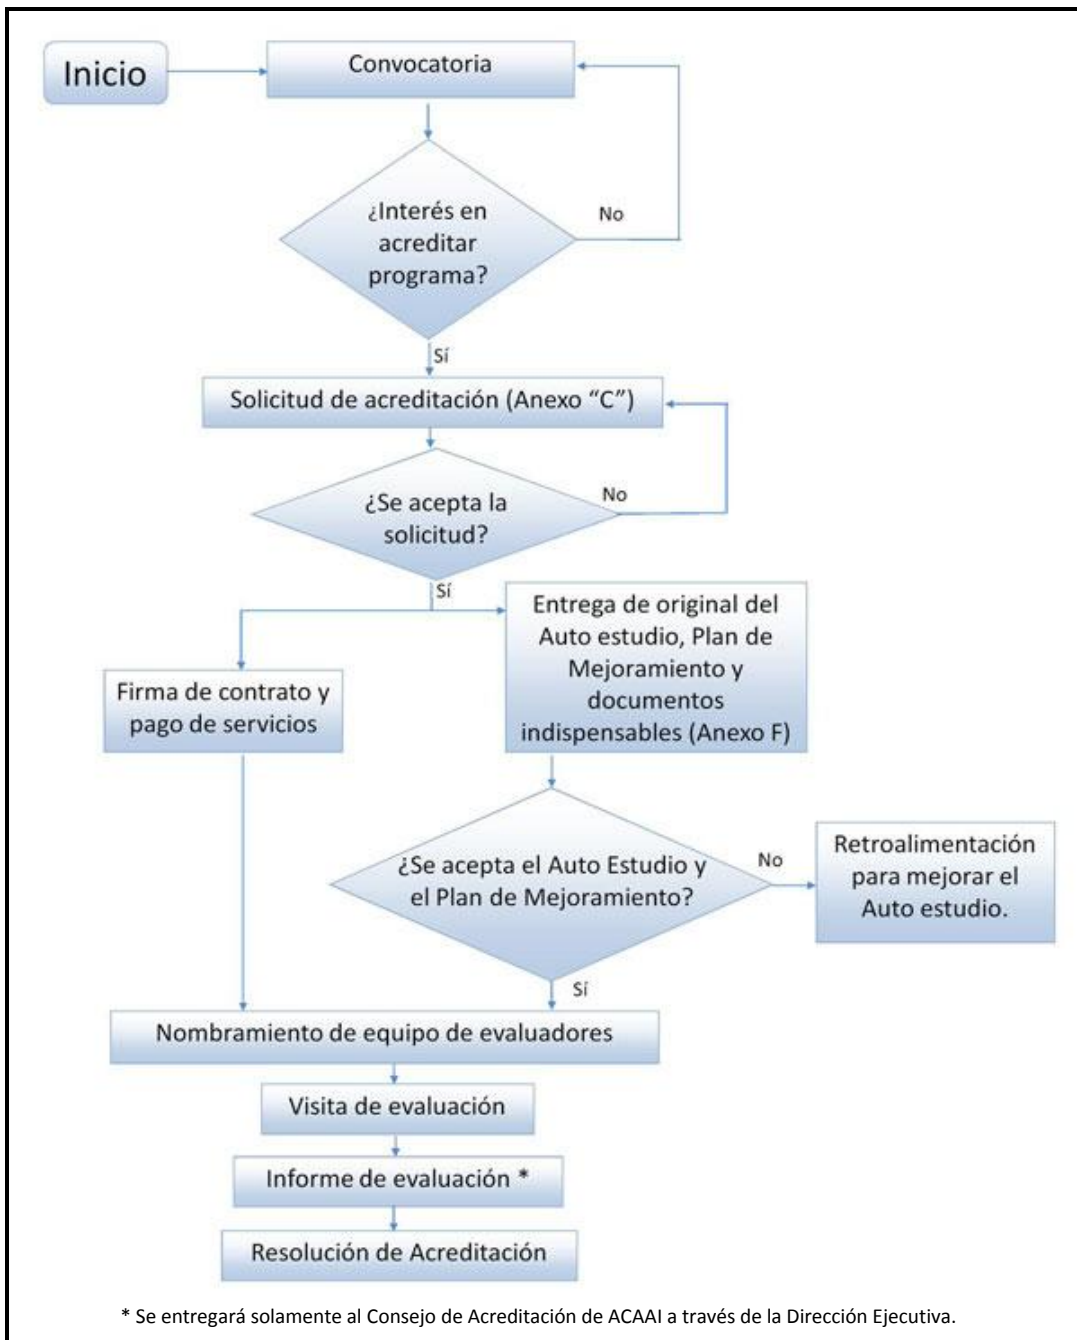 Inicio
Convocatoria
¿Interés en
acreditar
programa?
No
Sí
Solicitud de acreditación (Anexo “C”)
¿Se acepta la
solicitud?
No
Sí
Entrega de original del
Auto estudio, Plan de
Mejoramiento y
documentos
indispensables (Anexo F)
Firma de contrato y
pago de servicios
¿Se acepta el Auto Estudio y
el Plan de Mejoramiento?
No
Retroalimentación
para mejorar el
Auto estudio.
Sí
Nombramiento de equipo de evaluadores
Visita de evaluación
Informe de evaluación *
Resolución de Acreditación
* Se entregará solamente al Consejo de Acreditación de ACAAI a través de la Dirección Ejecutiva.